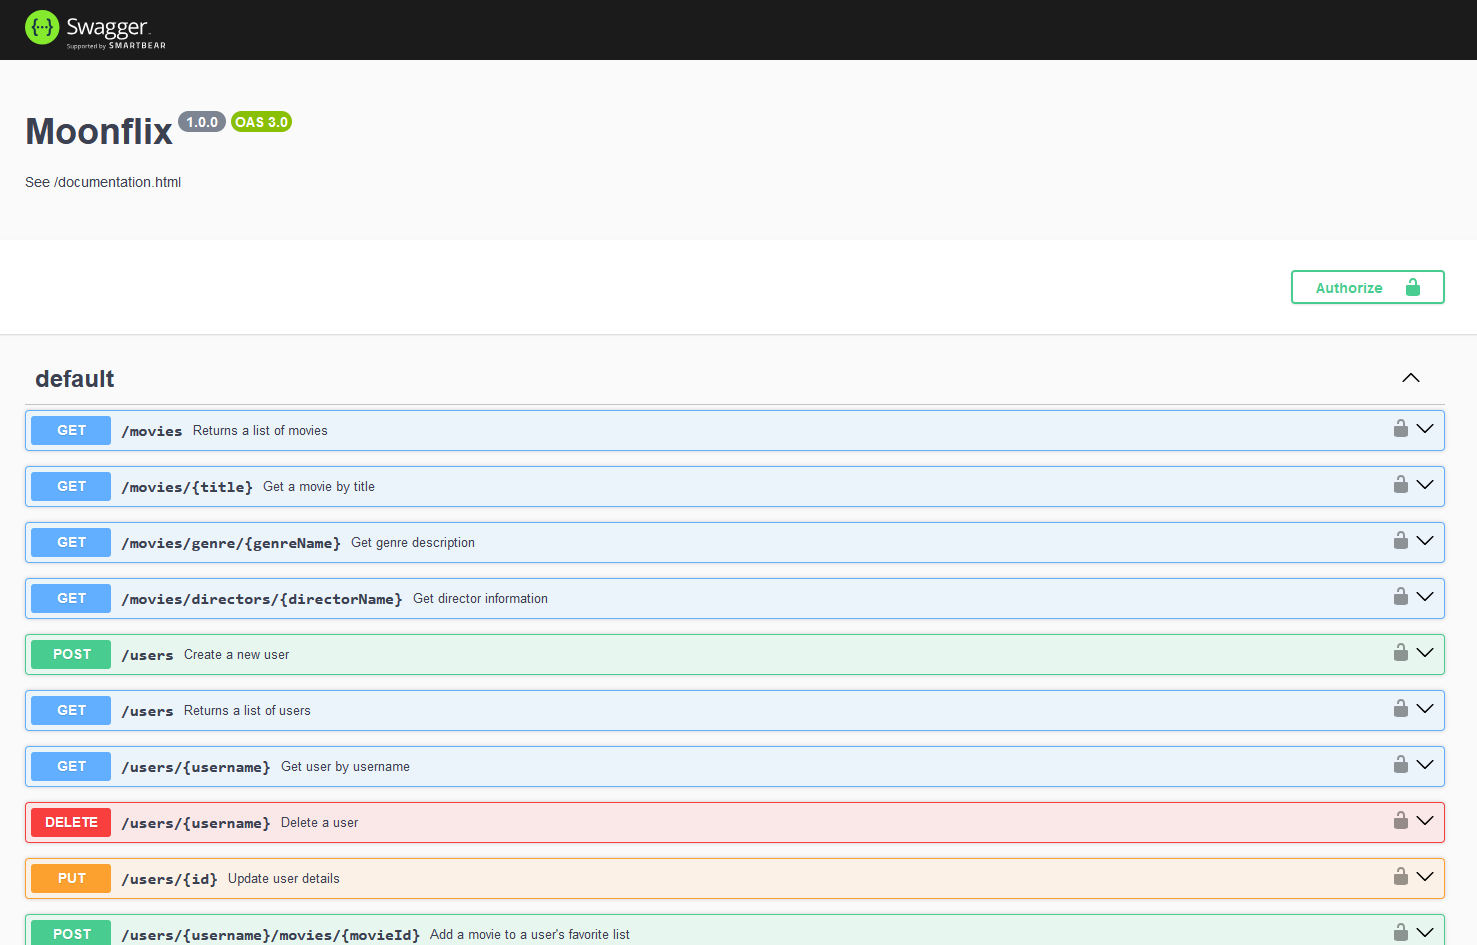 Swagger.
Supported by SMARTBEAR
Moonflix 1.0.0 OAS 3.0
See /documentation.html
Authorize
default
GET /movies Returns a list of movies
GET /movies/{title} Get a movie by title
GET /movies/genre/{genreName} Get genre description
GET /movies/directors/{directorName} Get director information
POST /users Create a new user
GET /users Returns a list of users
GET /users/{username} Get user by username
DELETE /users/{username} Delete a user
PUT /users/{id} Update user details
POST /users/{username}/movies/{movieId} Add a movie to a user's favorite list